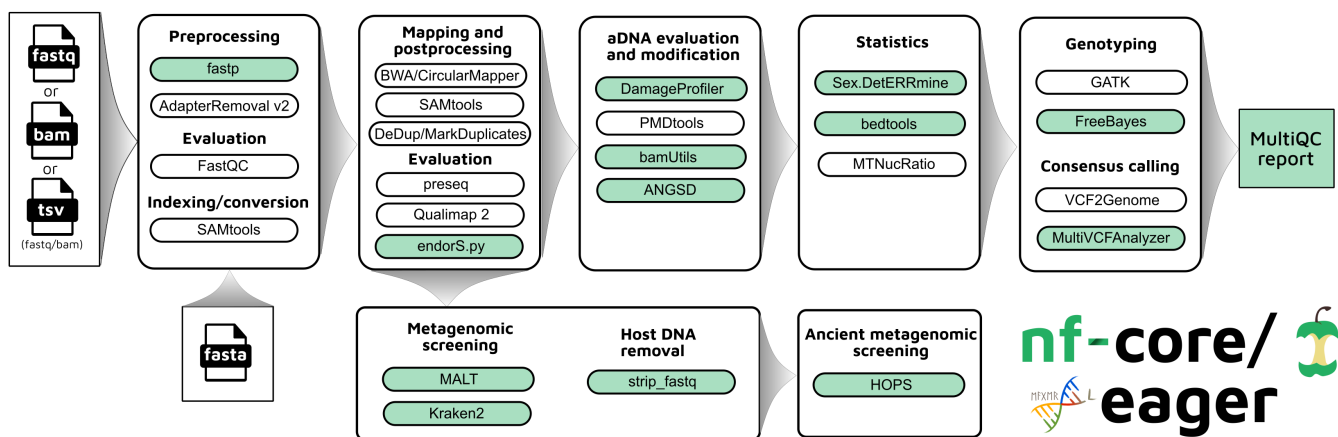 fastq
or
bam
or
tsv
(fastq/bam)
Preprocessing
fastp
AdapterRemoval v2
Evaluation
FastQC
Indexing/conversion
SAMtools
fasta
Mapping and
postprocessing
BWA/CircularMapper
SAMtools
DeDup/MarkDuplicates
Evaluation
preseq
Qualimap 2
endorS.py
aDNA evaluation
and modification
DamageProfiler
PMDtools
bamUtils
ANGSD
Statistics
Sex.DetERRmine
bedtools
MTNucRatio
Genotyping
GATK
FreeBayes
Consensus calling
VCF2Genome
MultiVCFAnalyzer
MultiQC
report
Metagenomic
screening
MALT
Kraken2
Host DNA
removal
strip_fastq
Ancient metagenomic
screening
HOPS
nf-core/
eager
MFXMR L